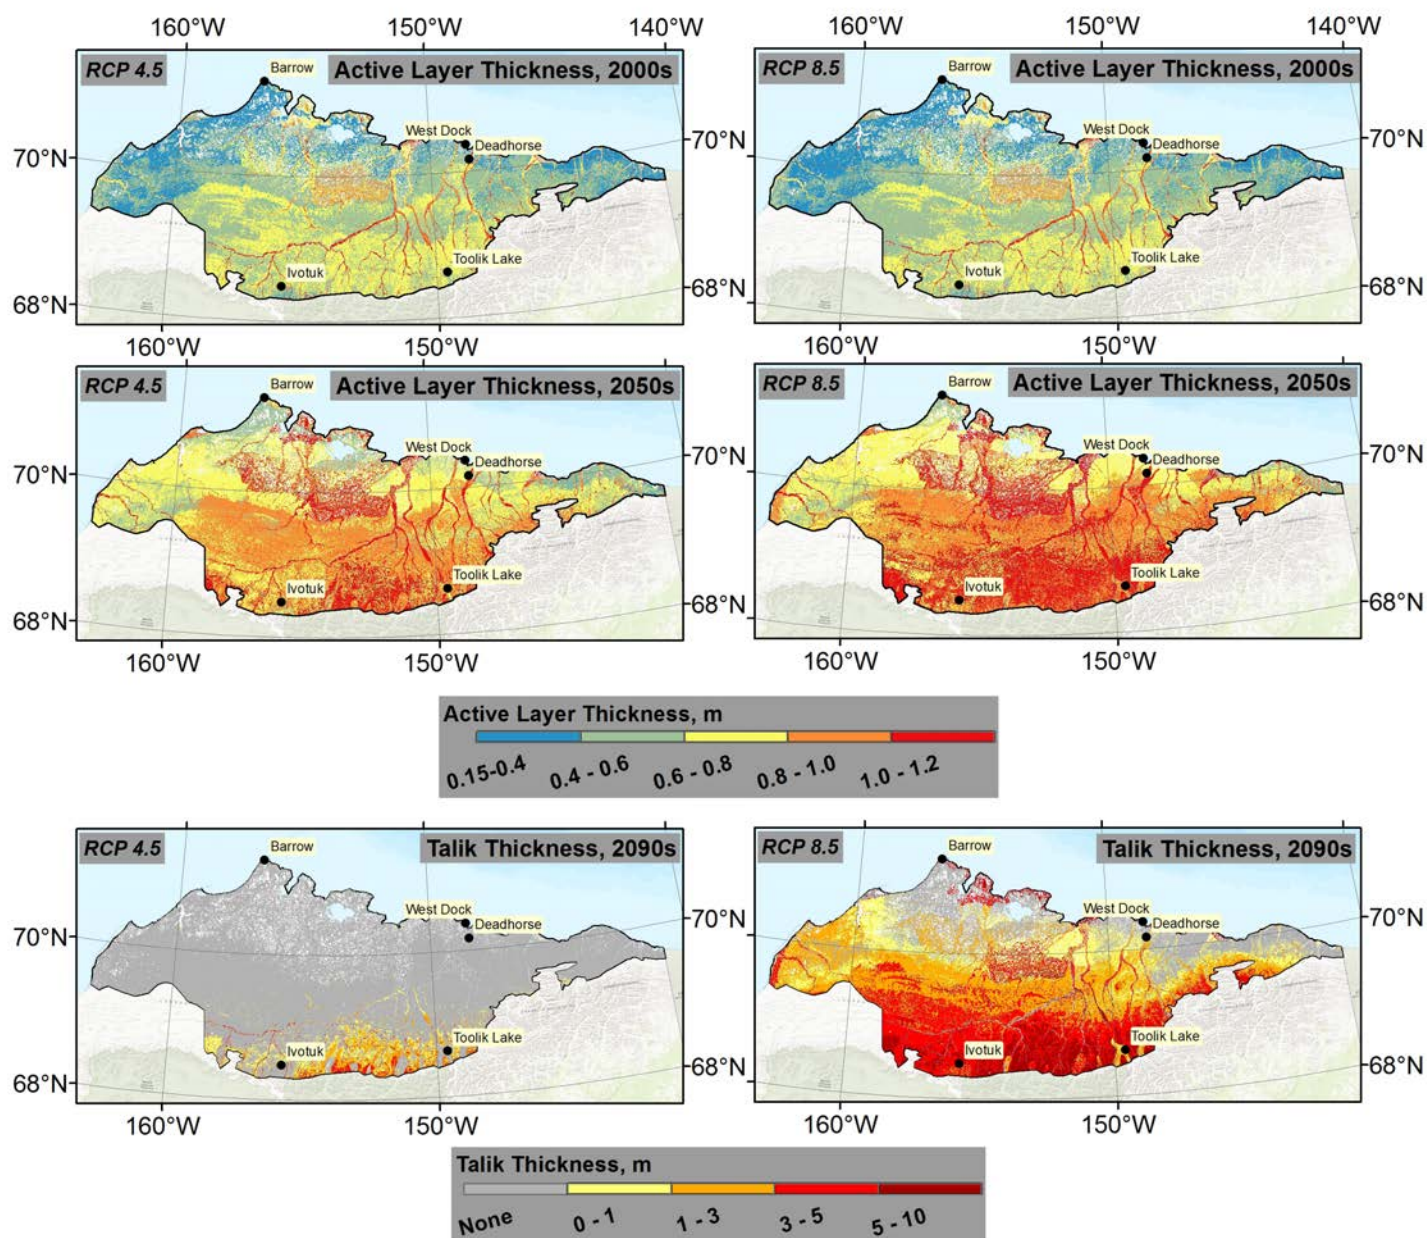 160°W 150°W 140°W 160°W 150°W 140°W
RCP 4.5 Active Layer Thickness, 2000s
Barrow
West Dock
Deadhorse
Ivotuk
Toolik Lake
70°N 70°N
68°N 68°N
RCP 8.5 Active Layer Thickness, 2000s
Barrow
West Dock
Deadhorse
Ivotuk
Toolik Lake
70°N
68°N
160°W 150°W 160°W 150°W
RCP 4.5 Active Layer Thickness, 2050s
Barrow
West Dock
Deadhorse
Ivotuk
Toolik Lake
70°N 70°N
68°N 68°N
RCP 8.5 Active Layer Thickness, 2050s
Barrow
West Dock
Deadhorse
Ivotuk
Toolik Lake
70°N
68°N
160°W 150°W 160°W 150°W
Active Layer Thickness, m
0.15-0.4 0.4 - 0.6 0.6 - 0.8 0.8 - 1.0 1.0 - 1.2
RCP 4.5 Talik Thickness, 2090s
Barrow
West Dock
Deadhorse
Ivotuk
Toolik Lake
70°N 70°N
68°N 68°N
RCP 8.5 Talik Thickness, 2090s
Barrow
West Dock
Deadhorse
Ivotuk
Toolik Lake
70°N
68°N
160°W 150°W 160°W 150°W
Talik Thickness, m
None 0 - 1 1 - 3 3 - 5 5 - 10